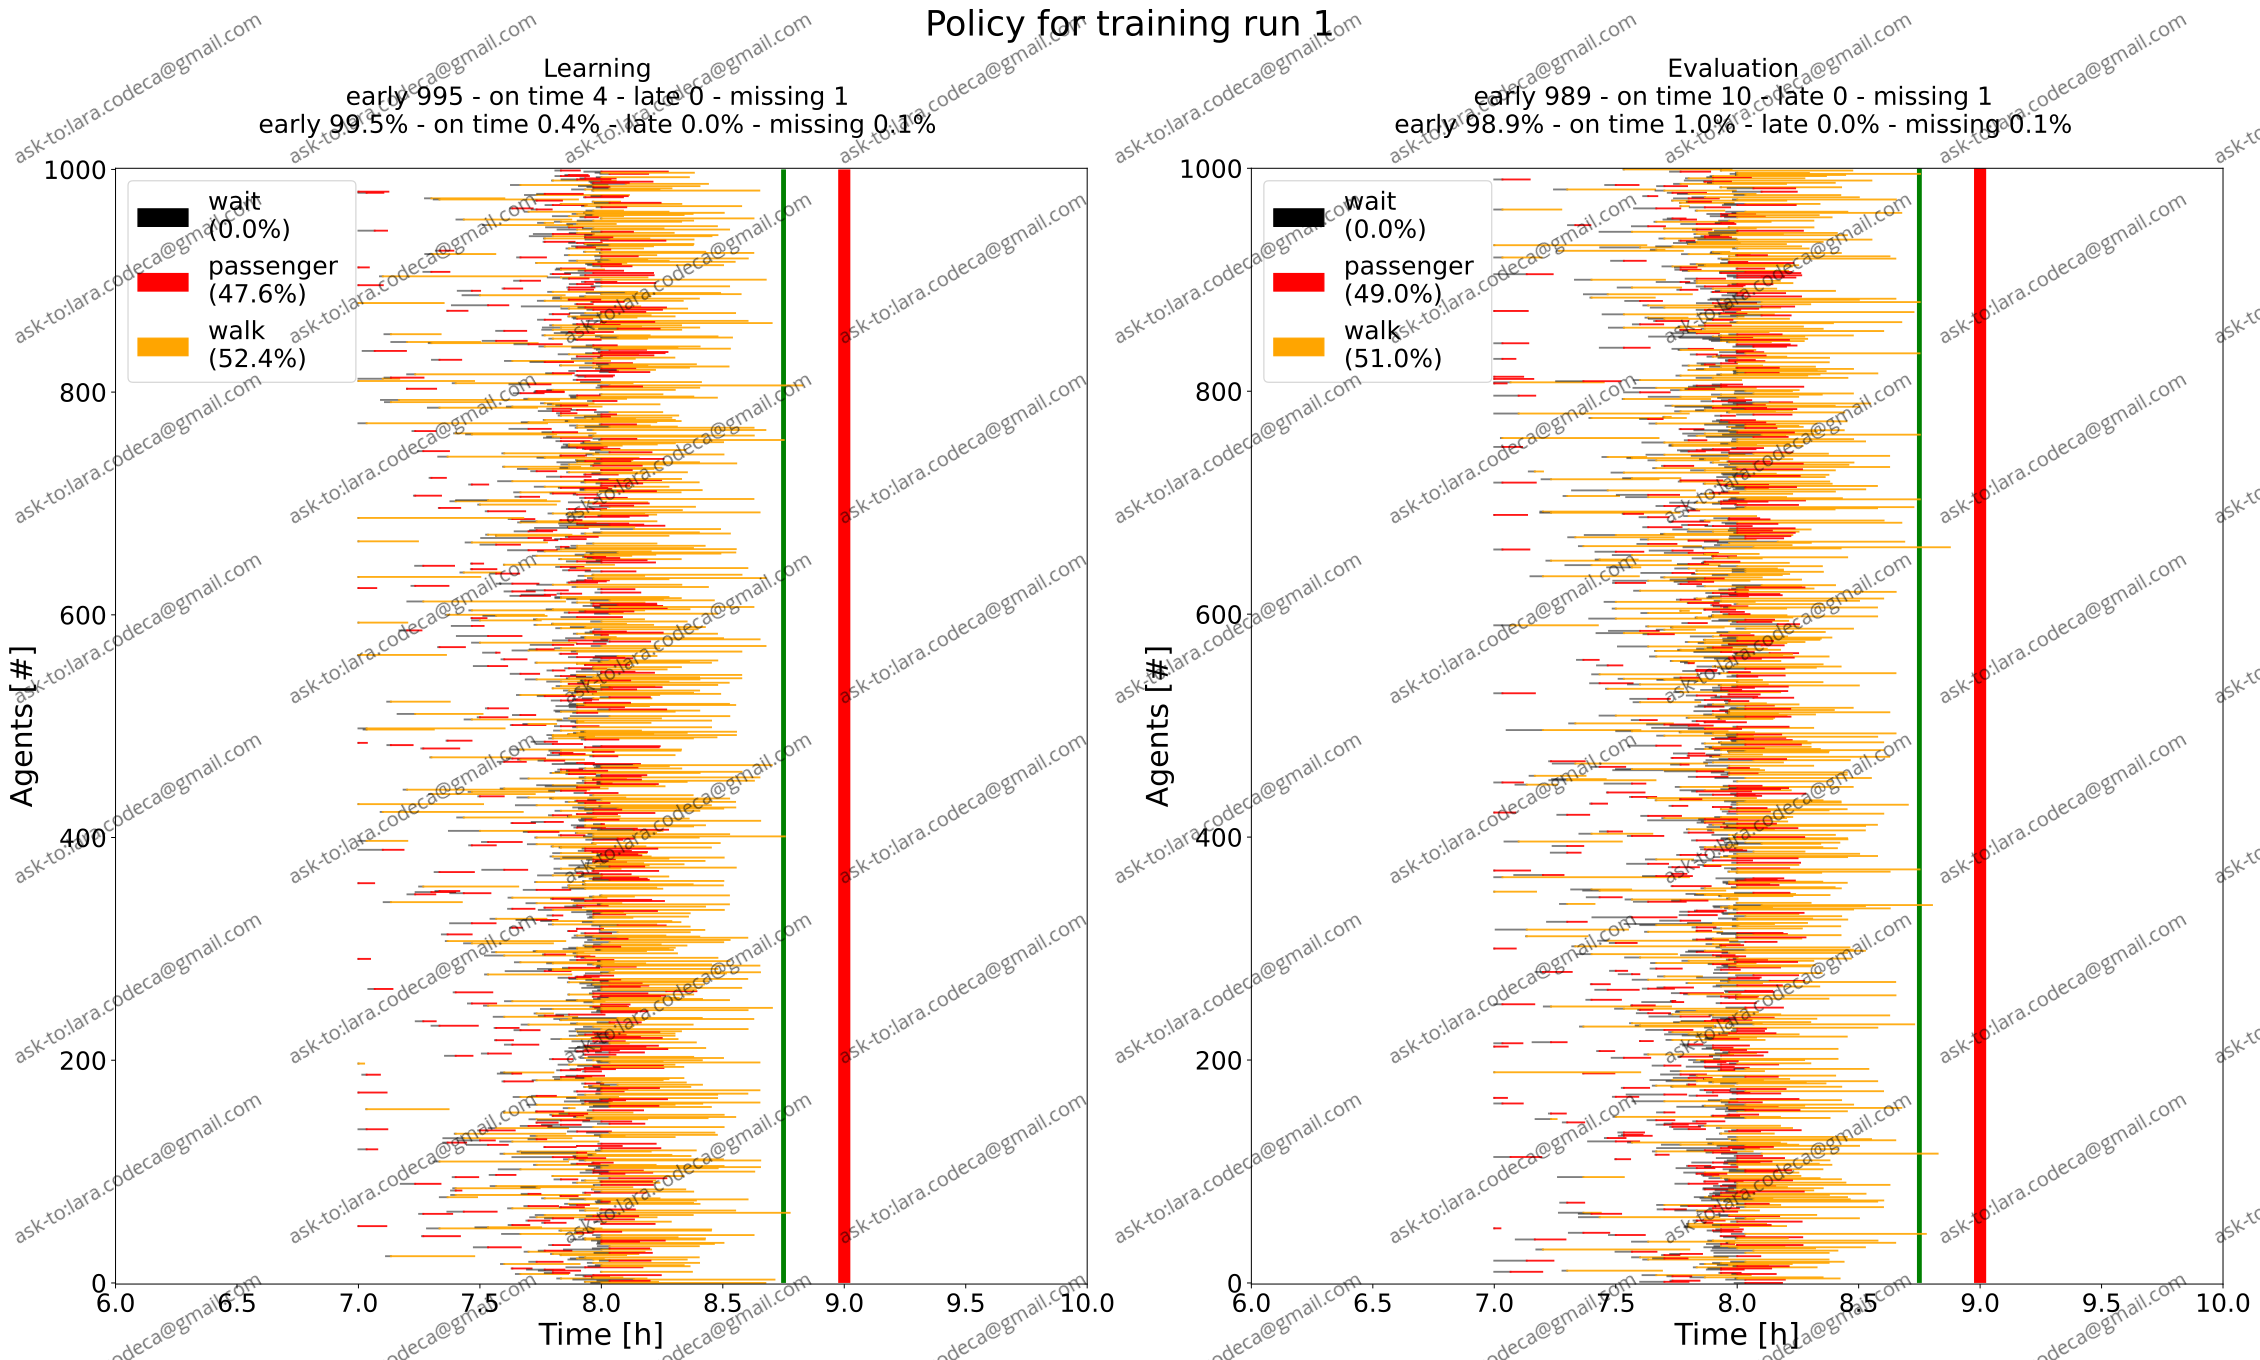 Policy for training run 1
Learning
early 995 - on time 4 - late 0 - missing 1
early 99.5% - on time 0.4% - late 0.0% - missing 0.1%
wait
(0.0%)
passenger
(47.6%)
walk
(52.4%)
Agents [#]
1000
800
600
400
200
0
6.0 6.5 7.0 7.5 8.0 8.5 9.0 9.5 10.0
Time [h]
Evaluation
early 989 - on time 10 - late 0 - missing 1
early 98.9% - on time 1.0% - late 0.0% - missing 0.1%
wait
(0.0%)
passenger
(49.0%)
walk
(51.0%)
Agents [#]
1000
800
600
400
200
0
6.0 6.5 7.0 7.5 8.0 8.5 9.0 9.5 10.0
Time [h]
ask-to:lara.codeca@gmail.com